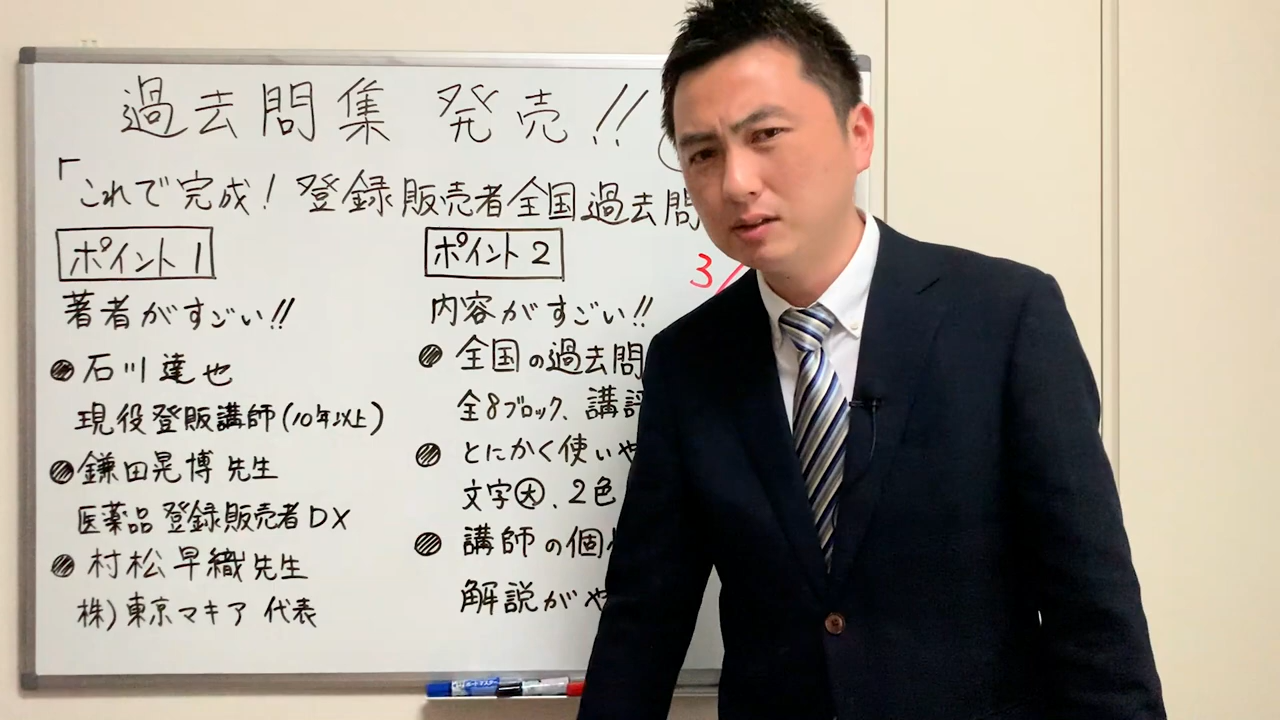 過去問集 発売!!
「これで完成！登録販売者全国過去問
3/
ポイント1
著者がすごい!!
石川達也
現役登販講師(10年以上)
鎌田晃博先生
医薬品登録販売者DX
村松早織先生
株)東京マキア 代表
ポイント2
内容がすごい!!
全国の過去問
全8ブロック、講評
とにかく使いや
文字大、2色
講師の個
解説がや